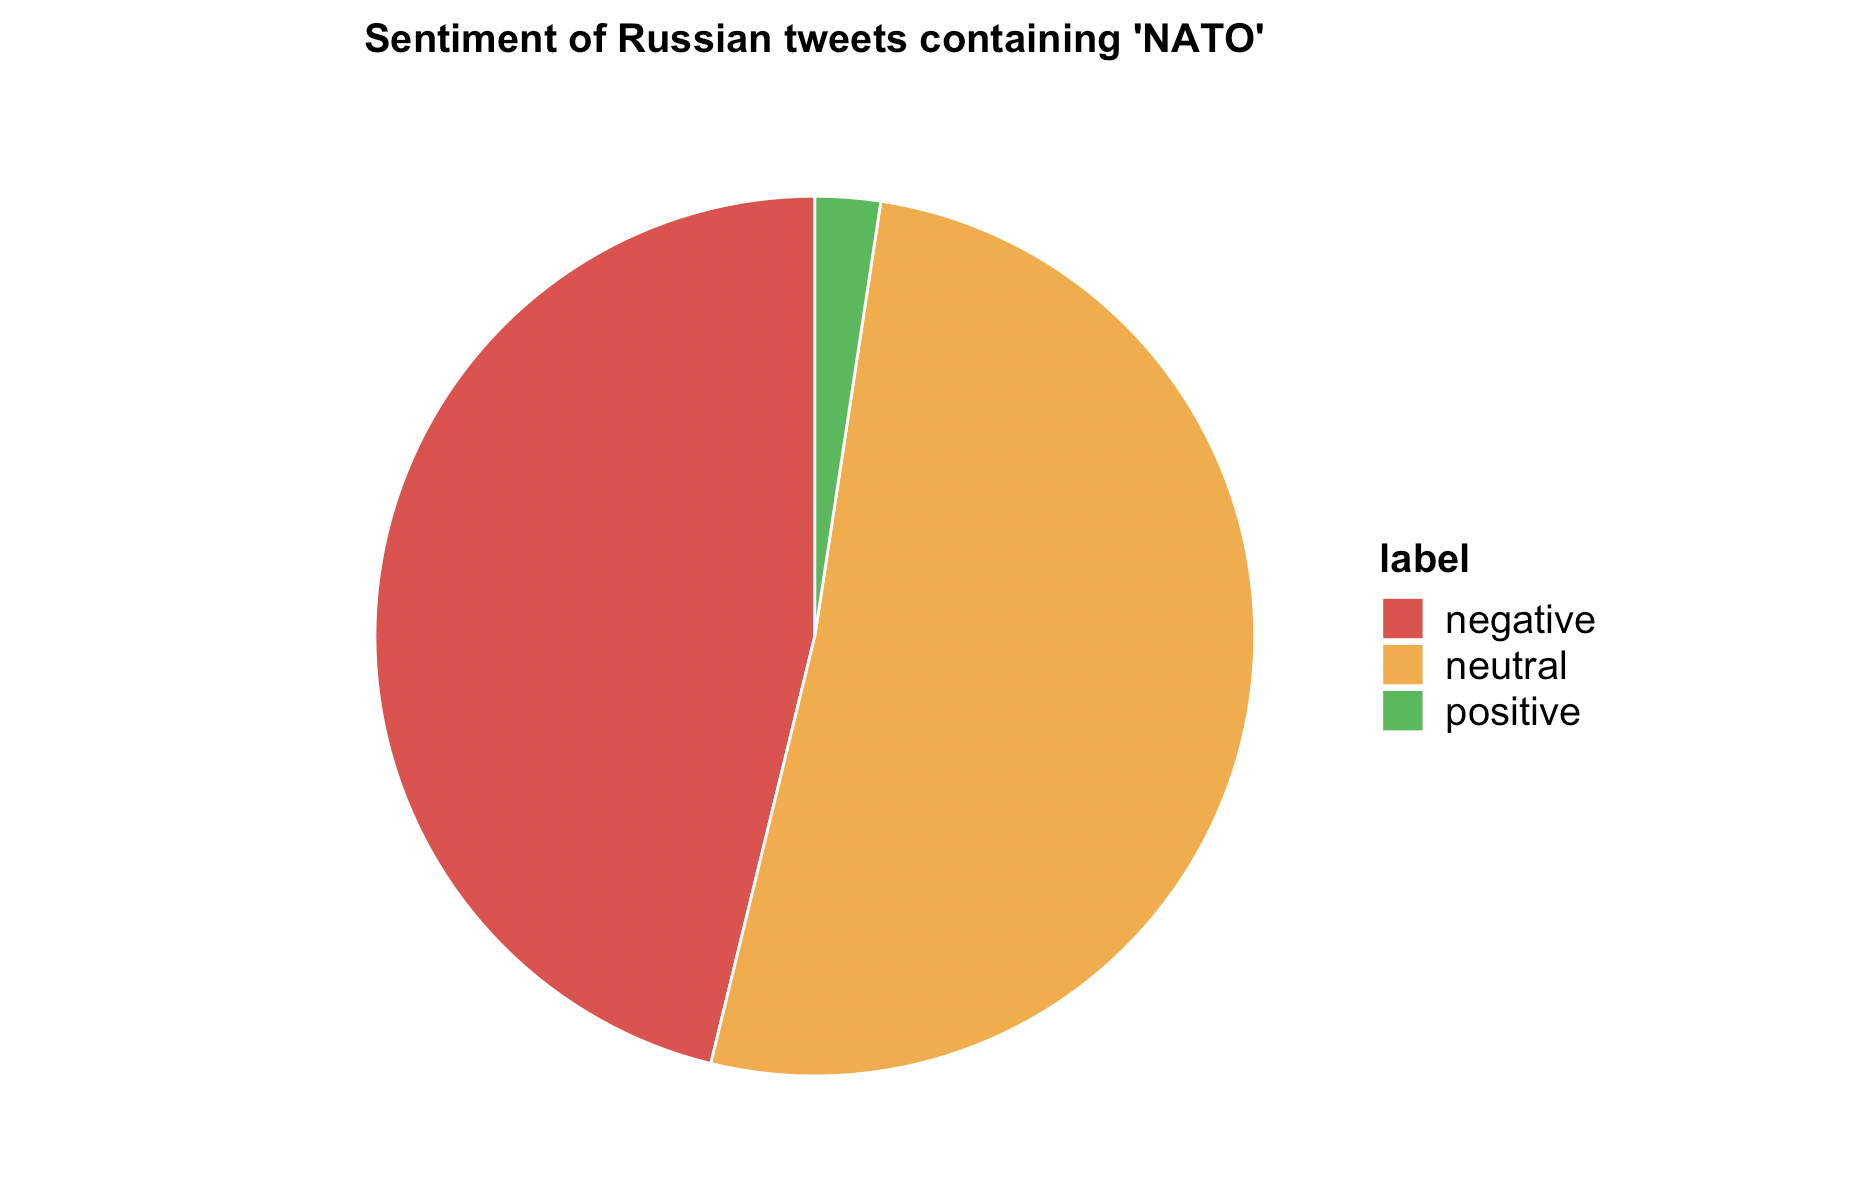 Sentiment of Russian tweets containing 'NATO'
label
negative
neutral
positive